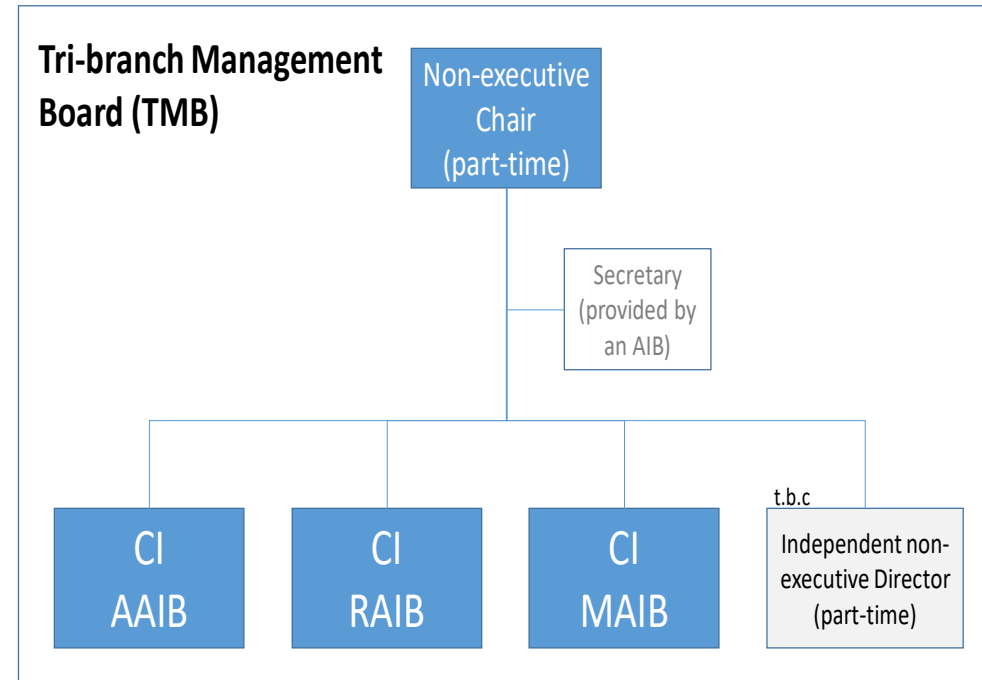 Tri-branch Management
Board (TMB)
Non-executive
Chair
(part-time)
Secretary
(provided by
an AIB)
CI
AAIB
CI
RAIB
CI
MAIB
t.b.c
Independent non-
executive Director
(part-time)